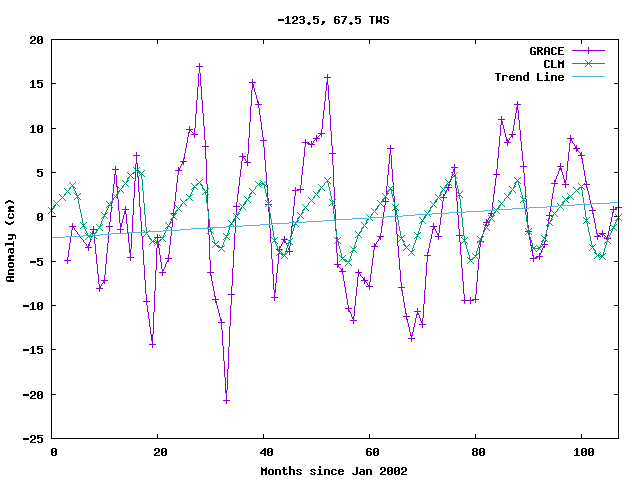 -123.5, 67.5 TWS
GRACE
CLM
Trend Line
20
15
10
5
0
-5
-10
-15
-20
-25
Anomaly (cm)
0 20 40 60 80 100
Months since Jan 2002